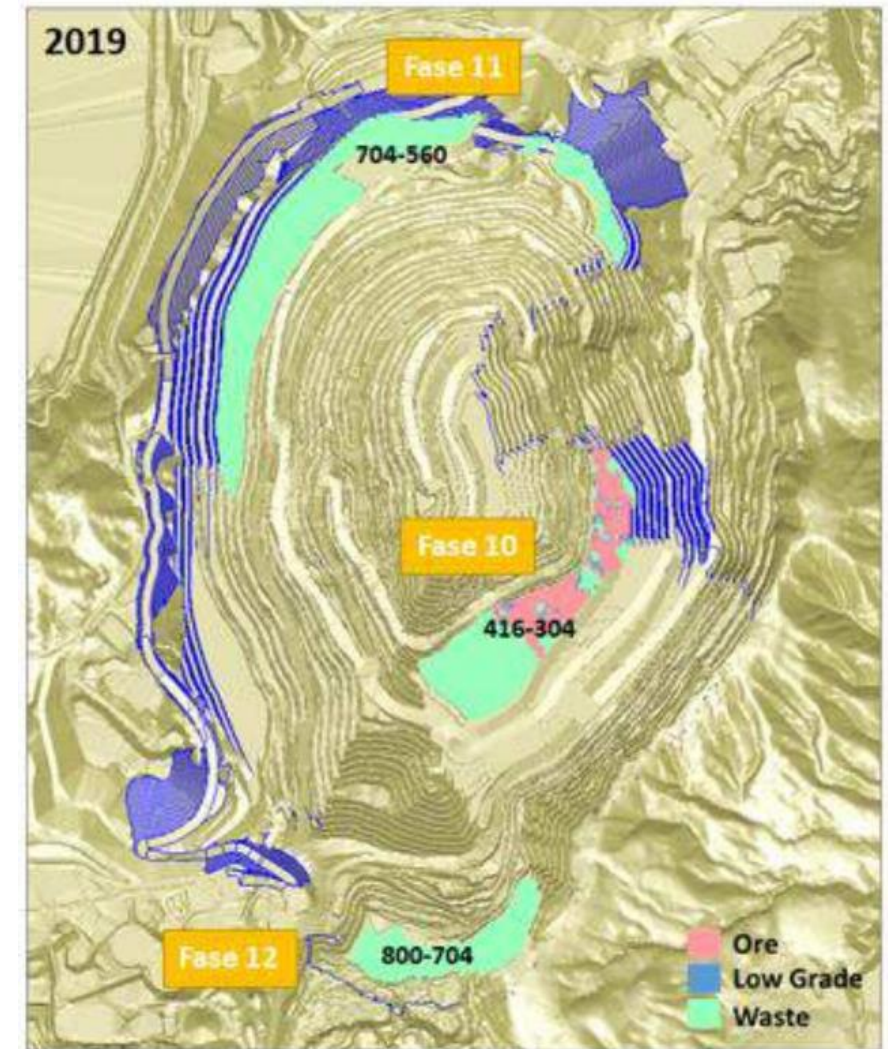 2019
Fase 11
704-560
Fase 10
416-304
Fase 12
800-704
Ore
Low Grade
Waste